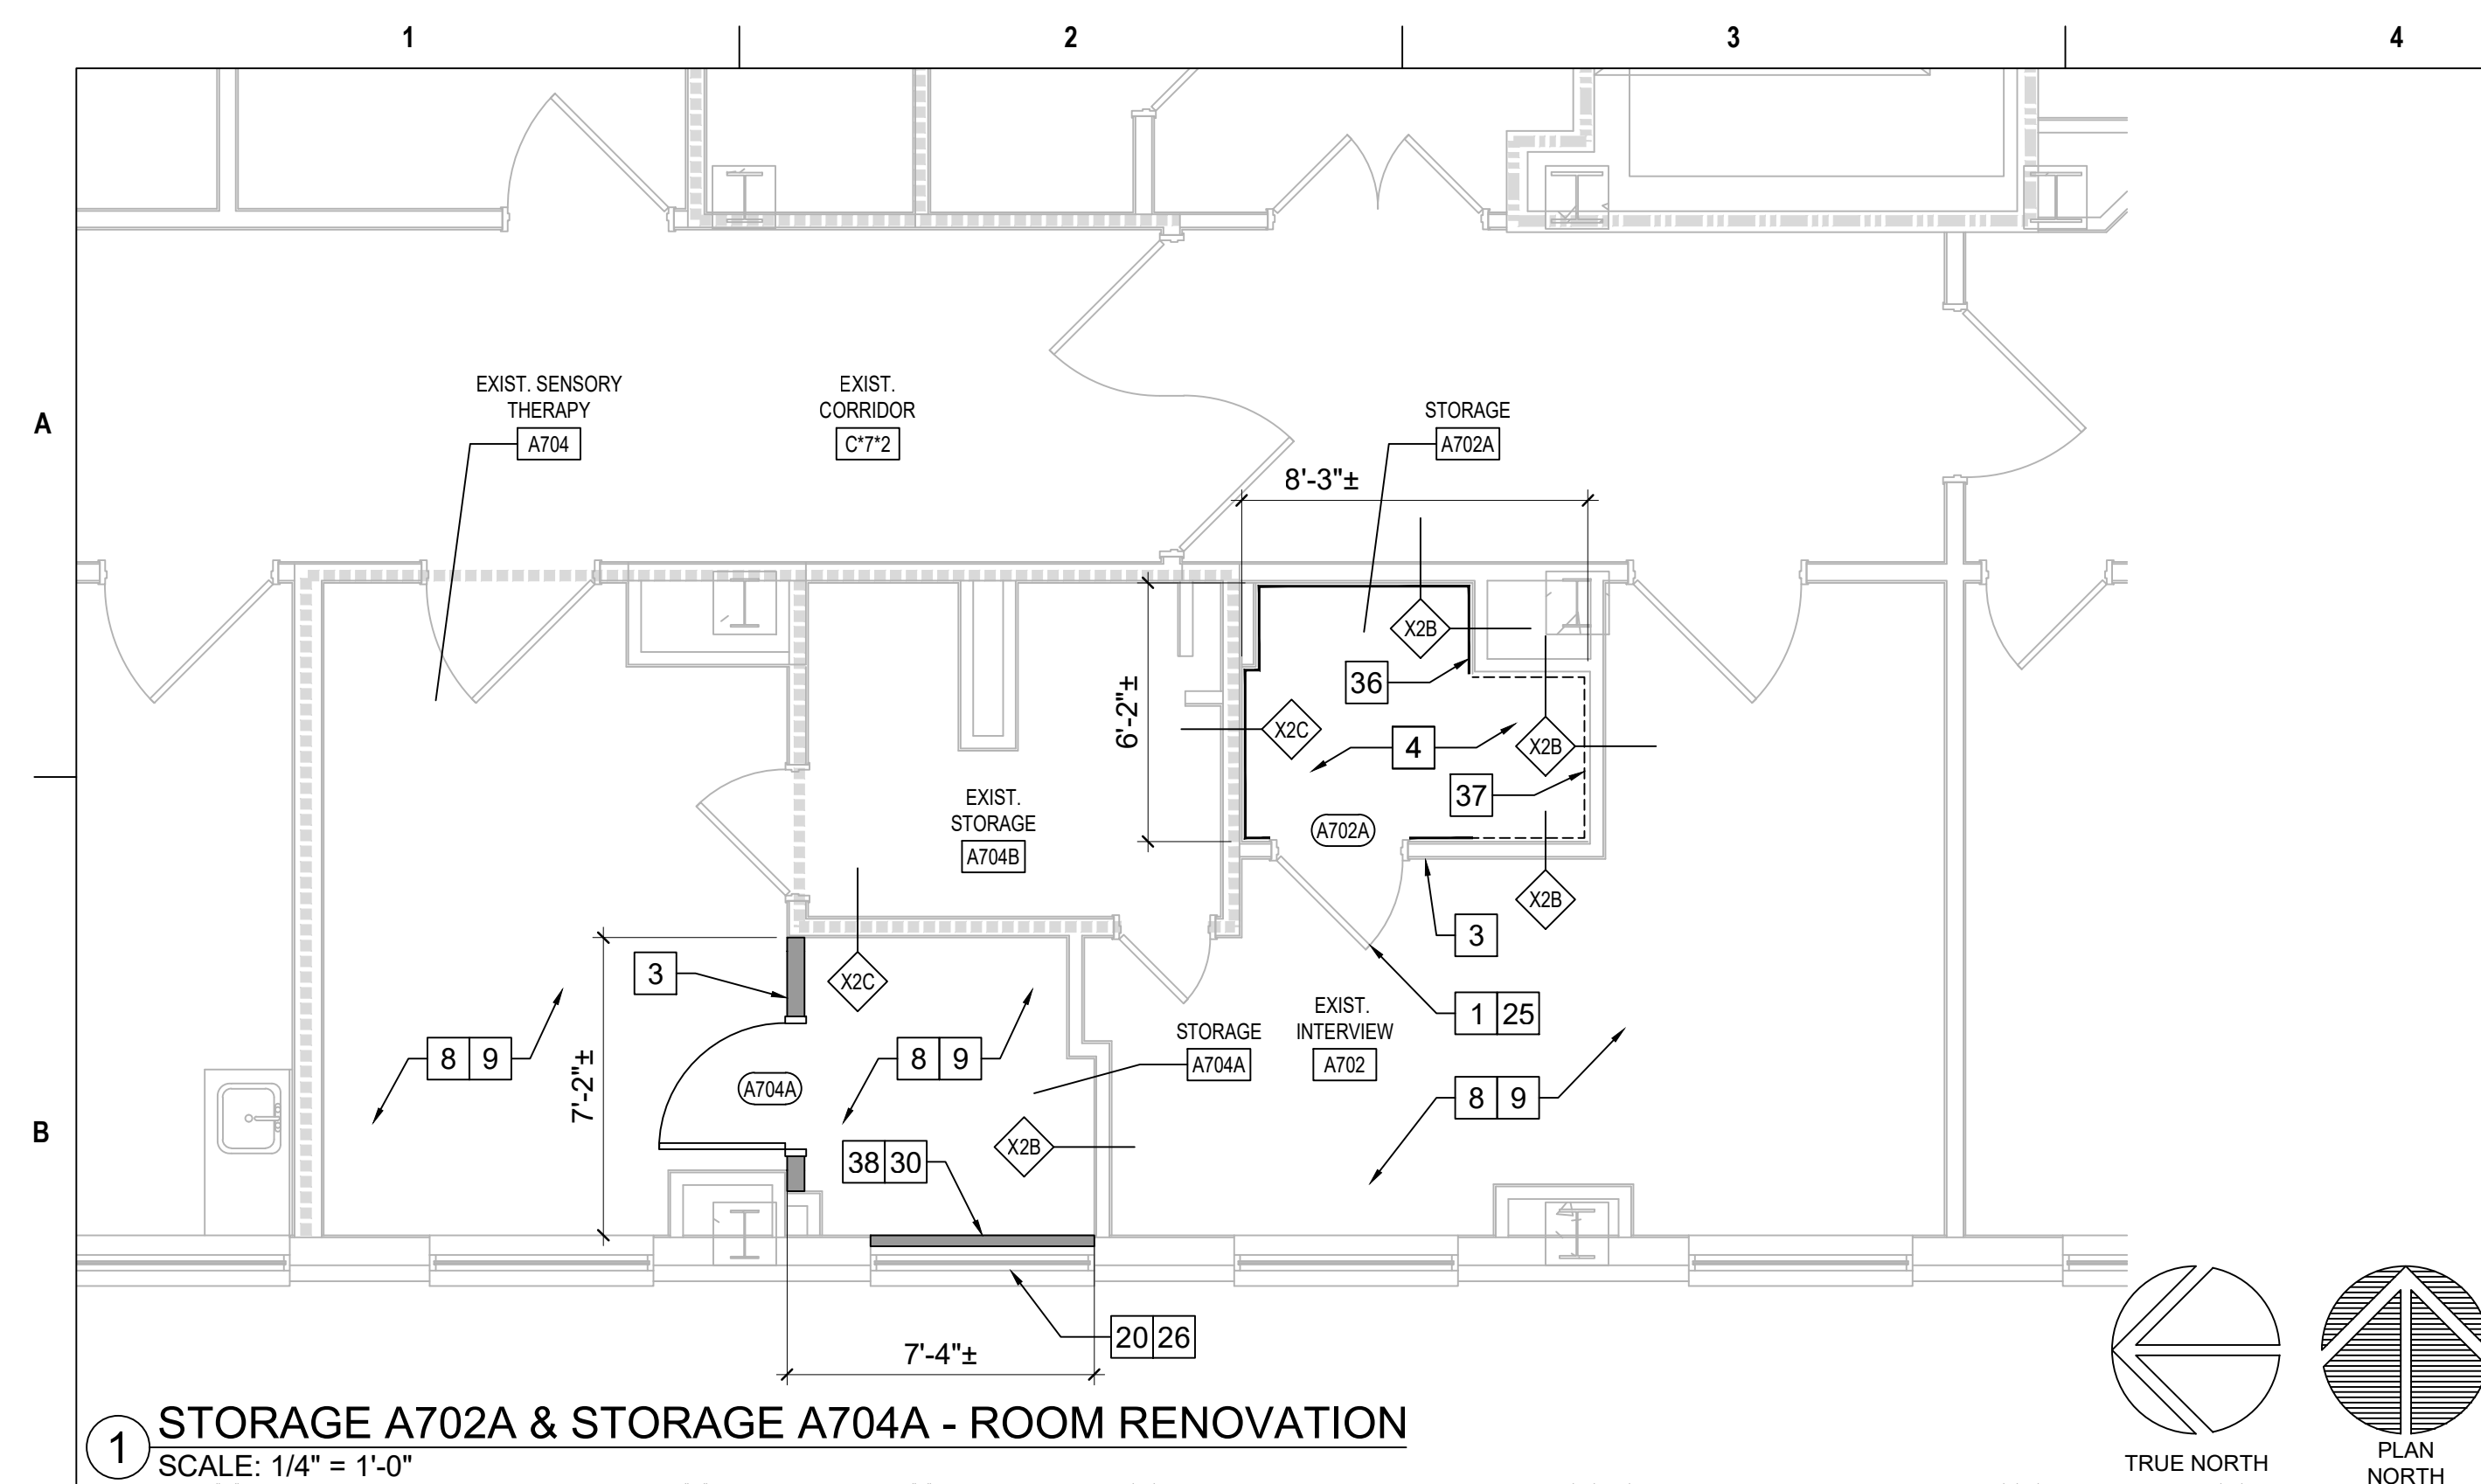 1
2
3
4
A
B
EXIST. SENSORY
THERAPY
A704
EXIST.
CORRIDOR
C*7*2
STORAGE
A702A
8'-3"±
X2B
36
6'-2"±
X2C
4
X2B
37
EXIST.
STORAGE
A704B
A702A
X2B
3
3
X2C
1 25
EXIST.
INTERVIEW
A702
STORAGE
A704A
8 9
7'-2"±
A704A
8 9
8 9
38 30
X2B
20 26
7'-4"±
1
STORAGE A702A & STORAGE A704A - ROOM RENOVATION
SCALE: 1/4" = 1'-0"
TRUE NORTH
PLAN
NORTH